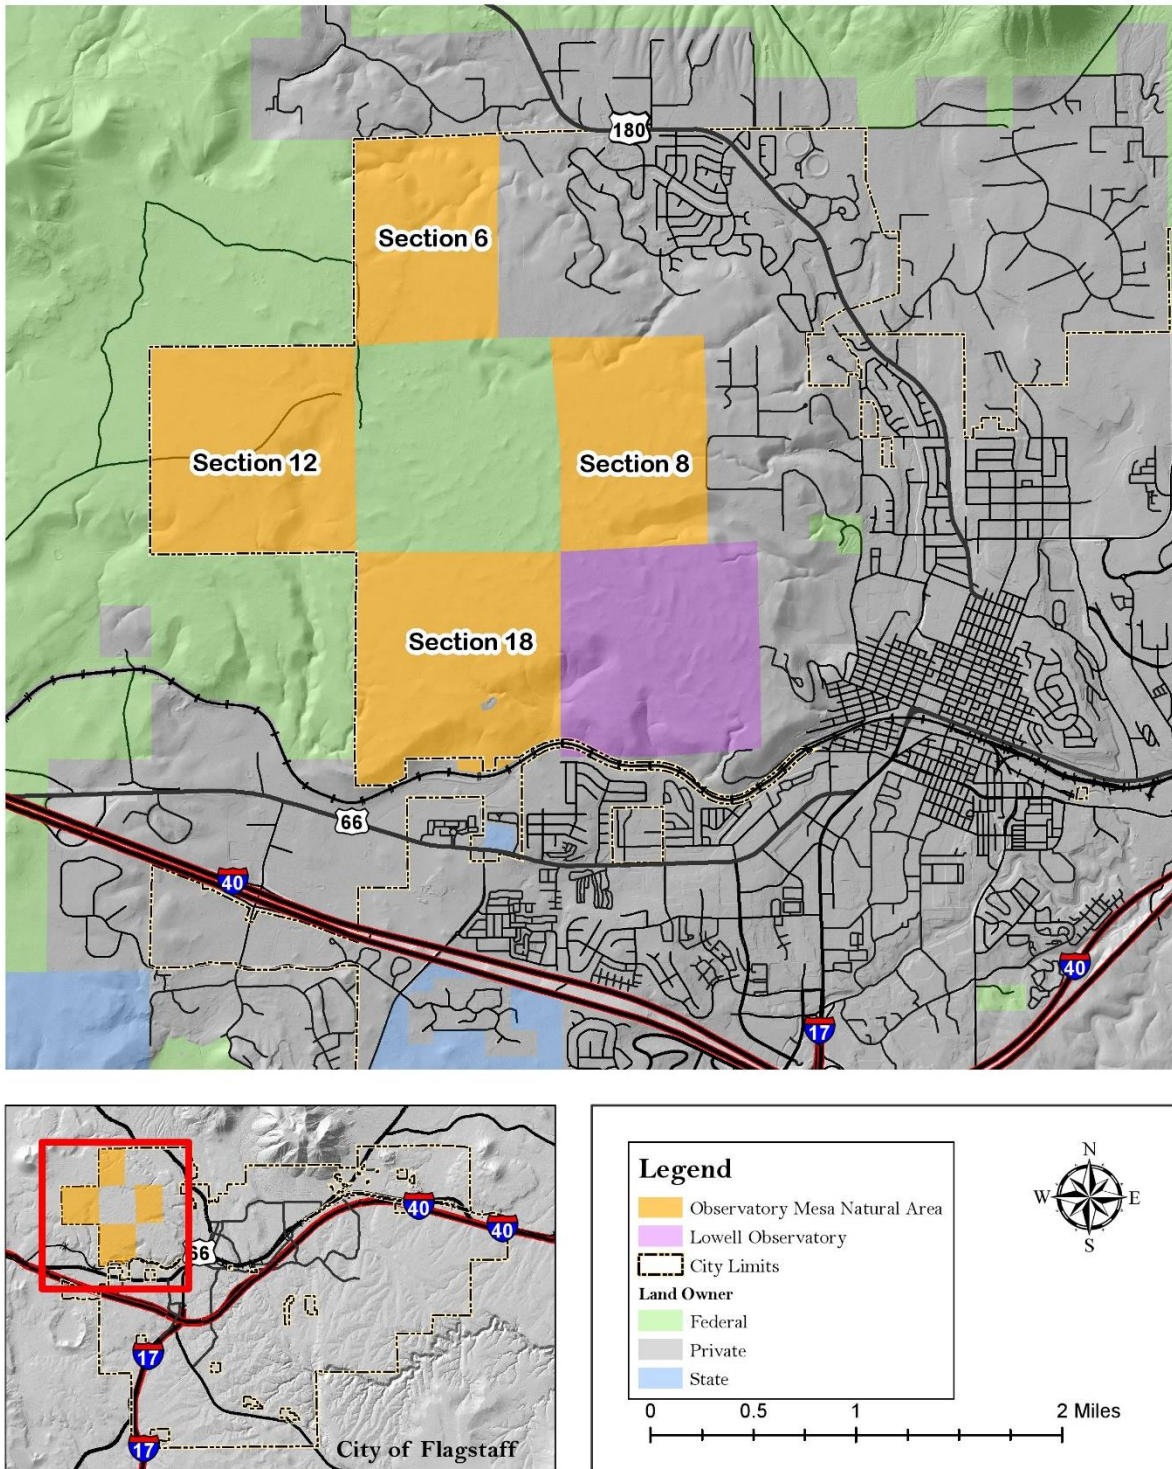 180
Section 6
Section 12
Section 8
Section 18
66
40
40
17
40
40
66
17
17
City of Flagstaff
Legend
Observatory Mesa Natural Area
Lowell Observatory
City Limits
Land Owner
Federal
Private
State
N
W E
S
0 0.5 1 2 Miles